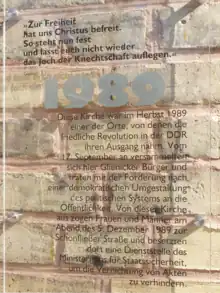 »Zur Freiheit
hat uns Christus befreit.
So steht nun fest
und lasst euch nicht wieder
das Joch der Knechtschaft auflegen.«
1989
Diese Kirche war im Herbst 1989
einer der Orte, von denen die
Friedliche Revolution in der DDR
ihren Ausgang nahm. Vom
17. September an versammelten
sich hier Glienicker Bürger und
traten mit der Forderung nach
einer demokratischen Umgestaltung
des politischen Systems an die
Öffentlichkeit. Von dieser Kirche
aus zogen Frauen und Männer am
Abend des 5. Dezember 1989 zur
Schönfließer Straße und besetzten
dort eine Dienststelle des
Ministeriums für Staatssicherheit,
um die Vernichtung von Akten
zu verhindern.